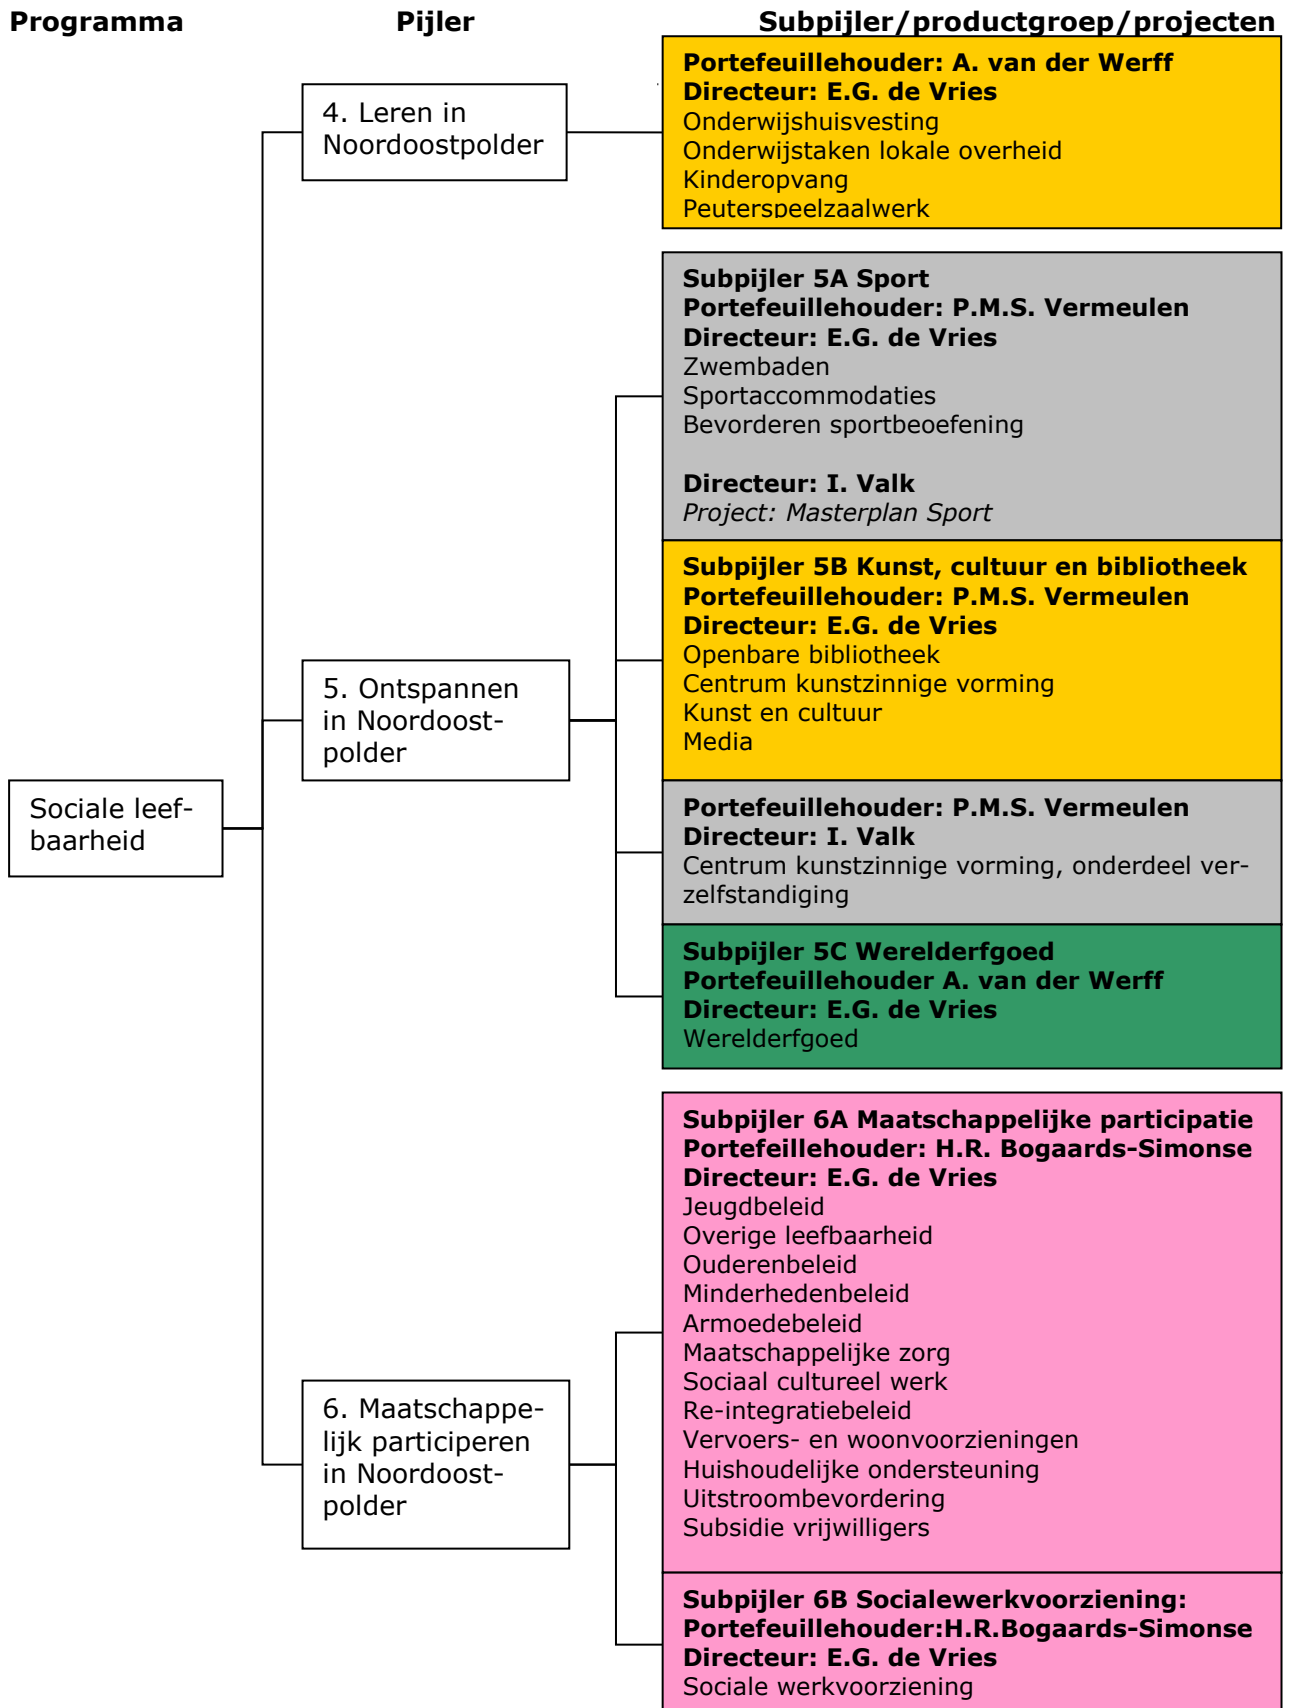 Programma Pijler Subpijler/productgroep/projecten
4. Leren in
Noordoostpolder
Portefeuillehouder: A. van der Werff
Directeur: E.G. de Vries
Onderwijshuisvesting
Onderwijstaken lokale overheid
Kinderopvang
Peuterspeelzaalwerk
Subpijler 5A Sport
Portefeuillehouder: P.M.S. Vermeulen
Directeur: E.G. de Vries
Zwembaden
Sportaccommodaties
Bevorderen sportbeoefening
Directeur: I. Valk
Project: Masterplan Sport
Subpijler 5B Kunst, cultuur en bibliotheek
Portefeuillehouder: P.M.S. Vermeulen
Directeur: E.G. de Vries
Openbare bibliotheek
Centrum kunstzinnige vorming
Kunst en cultuur
Media
5. Ontspannen
in Noordoost-
polder
Sociale leef-
baarheid
Portefeuillehouder: P.M.S. Vermeulen
Directeur: I. Valk
Centrum kunstzinnige vorming, onderdeel ver-
zelfstandiging
Subpijler 5C Werelderfgoed
Portefeuillehouder A. van der Werff
Directeur: E.G. de Vries
Werelderfgoed
Subpijler 6A Maatschappelijke participatie
Portefeillehouder: H.R. Bogaards-Simonse
Directeur: E.G. de Vries
Jeugdbeleid
Overige leefbaarheid
Ouderenbeleid
Minderhedenbeleid
Armoedebeleid
Maatschappelijke zorg
Sociaal cultureel werk
Re-integratiebeleid
Vervoers- en woonvoorzieningen
Huishoudelijke ondersteuning
Uitstroombevordering
Subsidie vrijwilligers
6. Maatschappe-
lijk participeren
in Noordoost-
polder
Subpijler 6B Socialewerkvoorziening:
Portefeuillehouder:H.R.Bogaards-Simonse
Directeur: E.G. de Vries
Sociale werkvoorziening